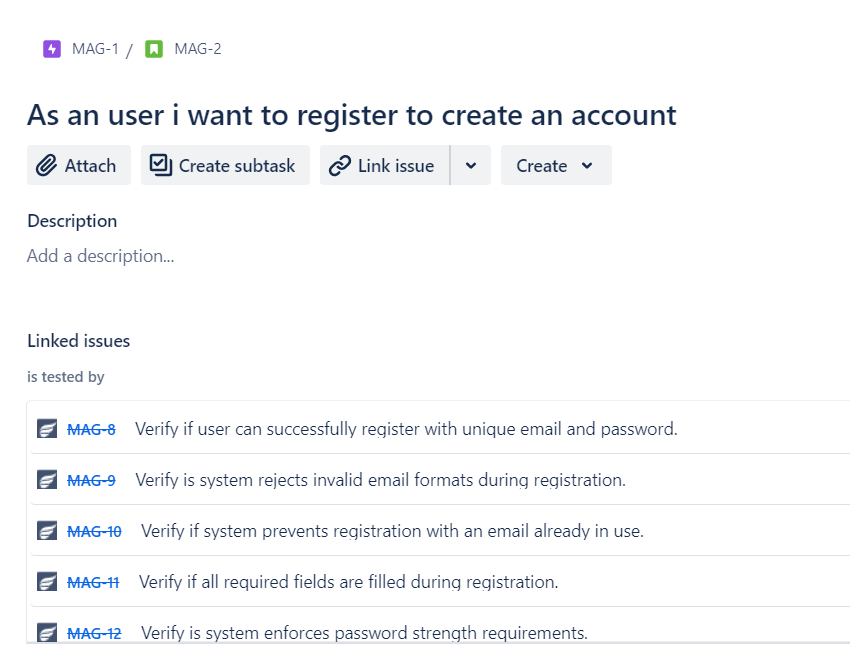 MAG-1 / MAG-2
As an user i want to register to create an account
Attach Create subtask Link issue Create
Description
Add a description...
Linked issues
is tested by
MAG-8 Verify if user can successfully register with unique email and password.
MAG-9 Verify is system rejects invalid email formats during registration.
MAG-10 Verify if system prevents registration with an email already in use.
MAG-11 Verify if all required fields are filled during registration.
MAG-12 Verify is system enforces password strength requirements.